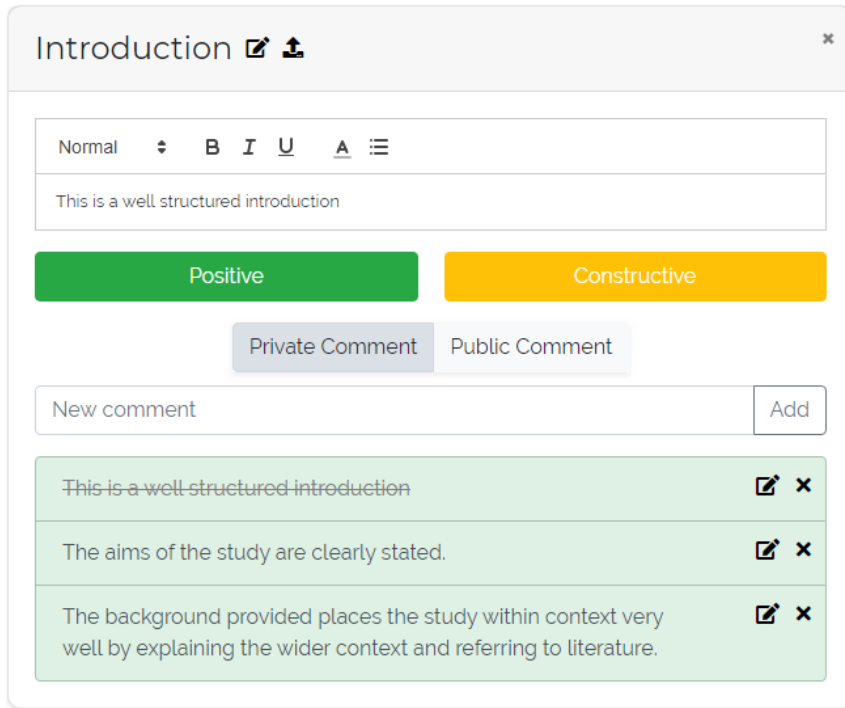 Introduction
Normal B I U A
This is a well structured introduction
Positive Constructive
Private Comment Public Comment
New comment Add
This is a well structured introduction
The aims of the study are clearly stated.
The background provided places the study within context very
well by explaining the wider context and referring to literature.